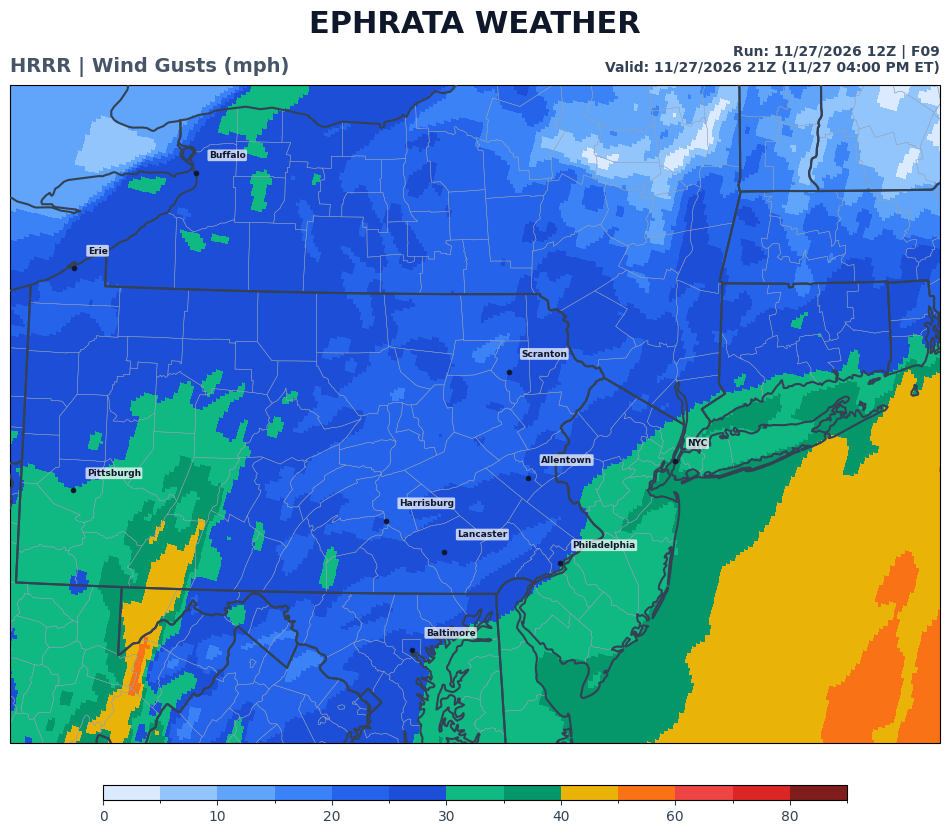 EPHRATA WEATHER
HRRR | Wind Gusts (mph)
Run: 11/27/2026 12Z | F09
Valid: 11/27/2026 21Z (11/27 04:00 PM ET)
Buffalo
Erie
Scranton
NYC
Allentown
Pittsburgh
Harrisburg
Lancaster
Philadelphia
Baltimore
0 10 20 30 40 50 60 70 80